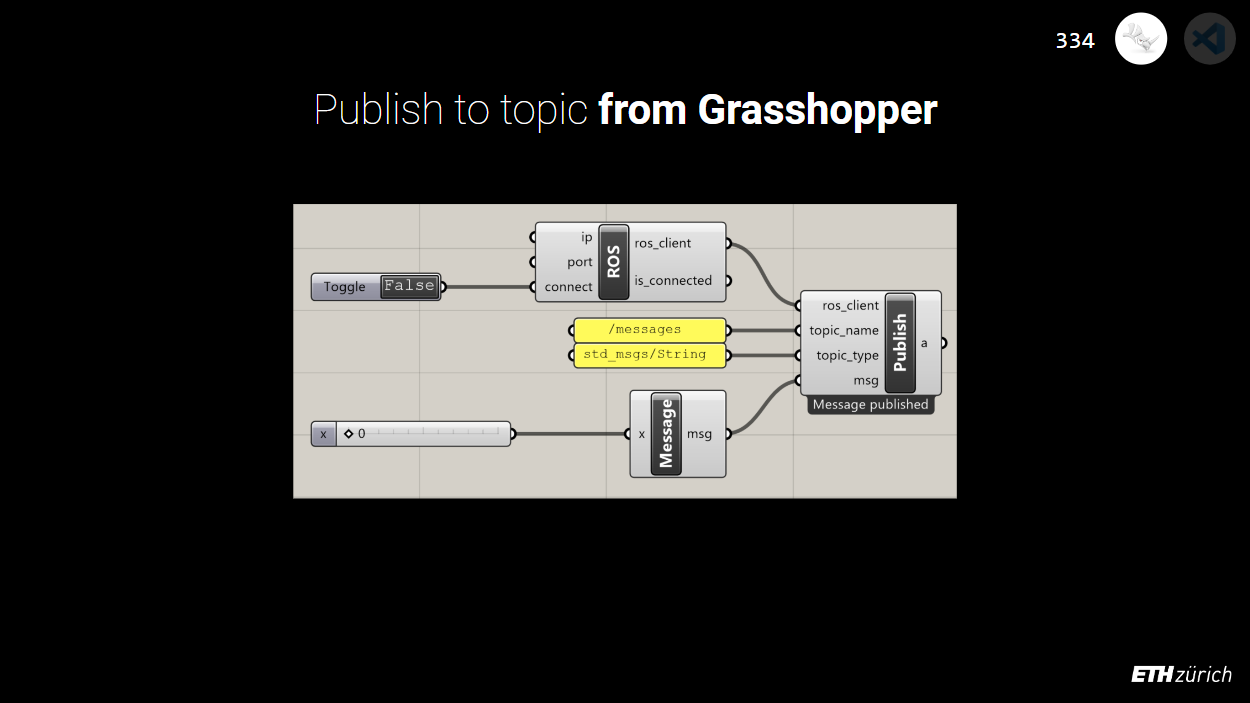 334
Publish to topic from Grasshopper
ip
port
connect
ROS
ros_client
is_connected
Toggle
False
/messages
std_msgs/String
ros_client
topic_name
topic_type
msg
Publish
a
Message published
x
0
x
Message
msg
ETH zürich